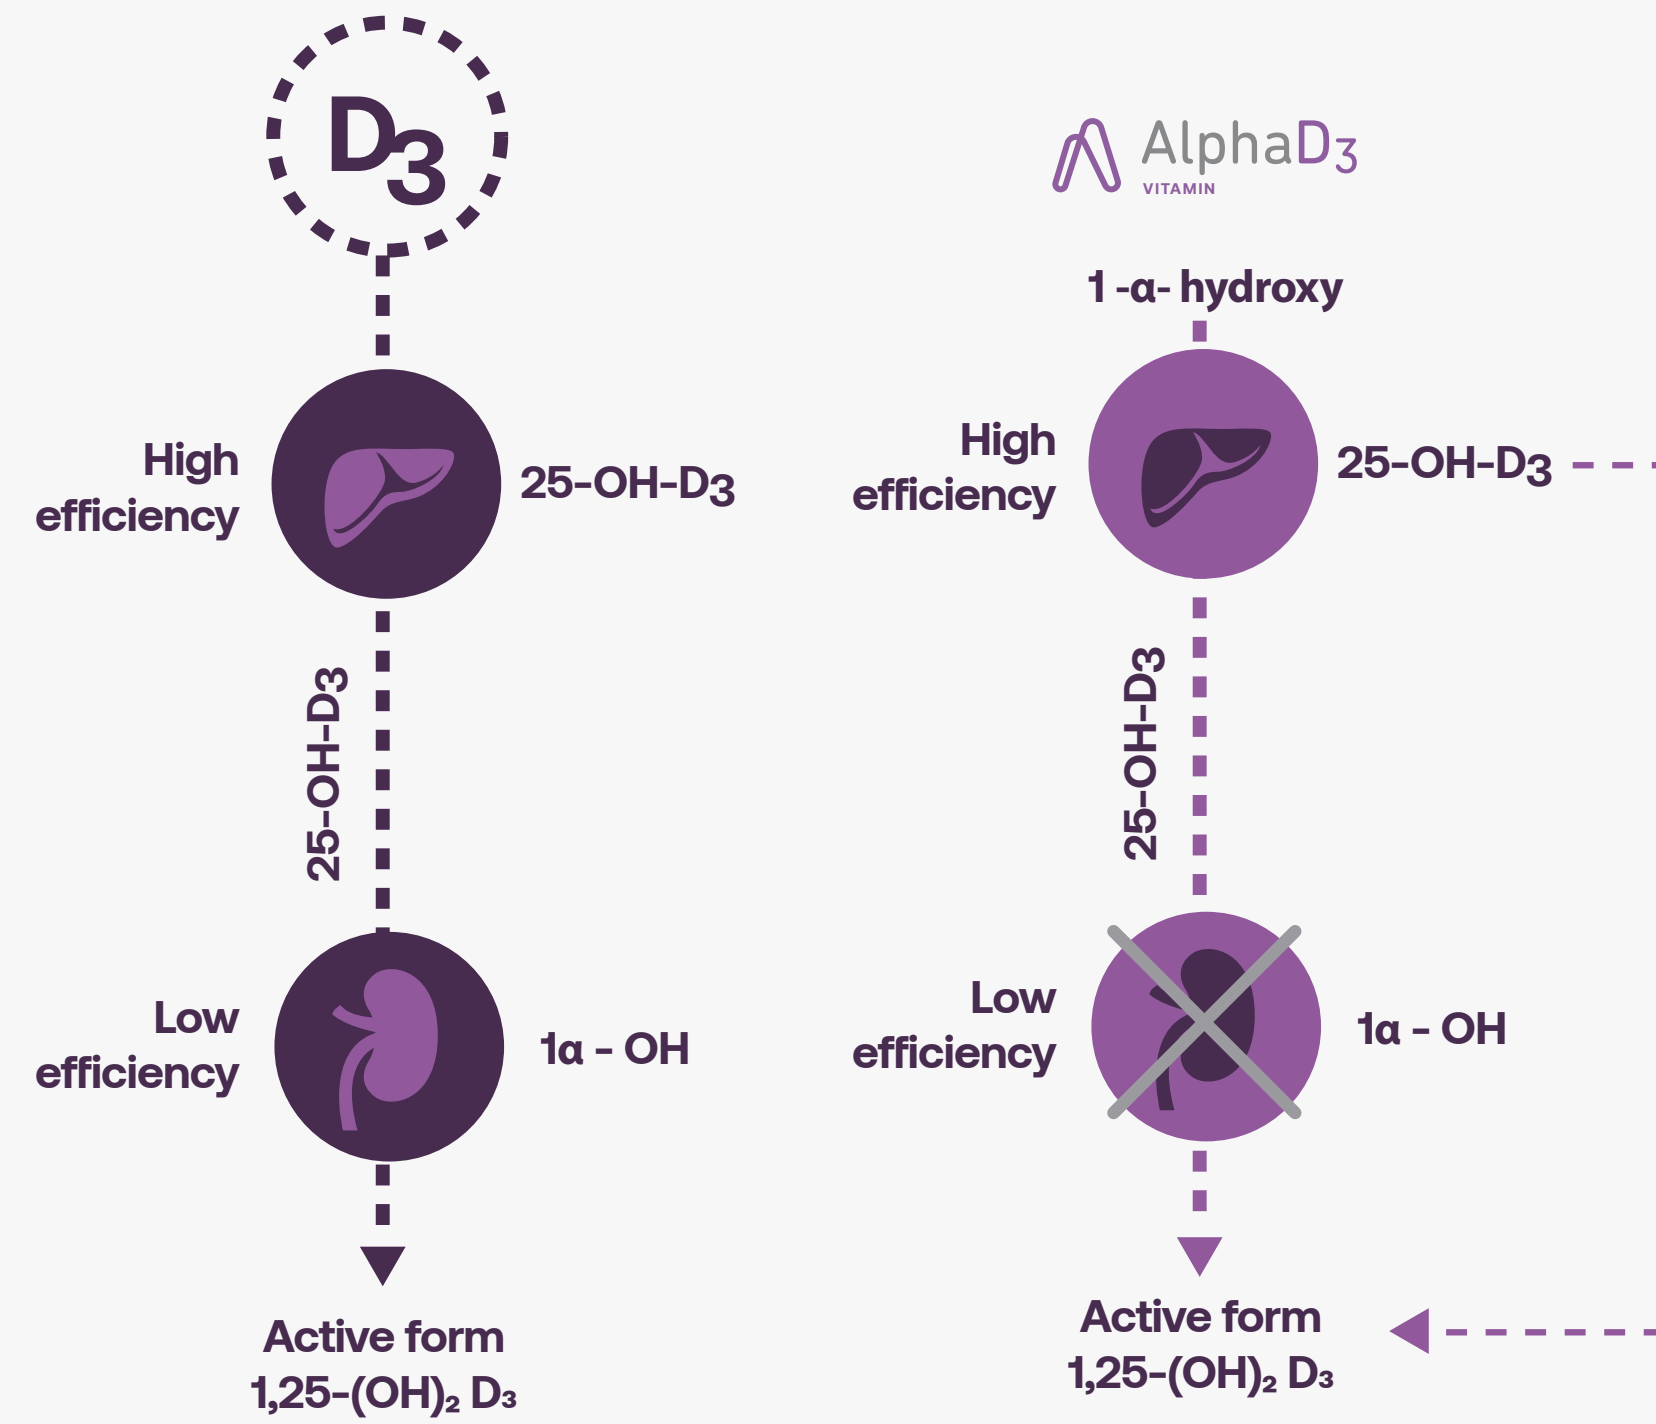 D3
High
efficiency
25-OH-D3
25-OH-D3
Low
efficiency
1α - OH
Active form
1,25-(OH)₂ D₃
AlphaD3
VITAMIN
1 -α- hydroxy
High
efficiency
25-OH-D3
25-OH-D3
Low
efficiency
1α - OH
Active form
1,25-(OH)₂ D₃